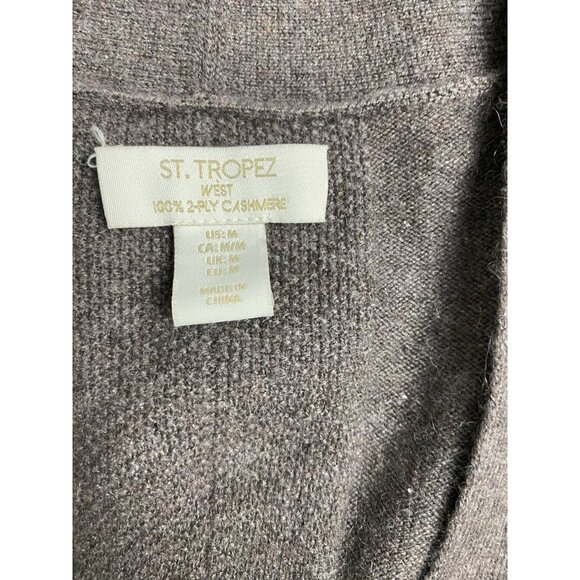 ST. TROPEZ
WEST
100% 2-PLY CASHMERE
US: M
CA: M/M
UK: M
EU: M
MADE IN
CHINA